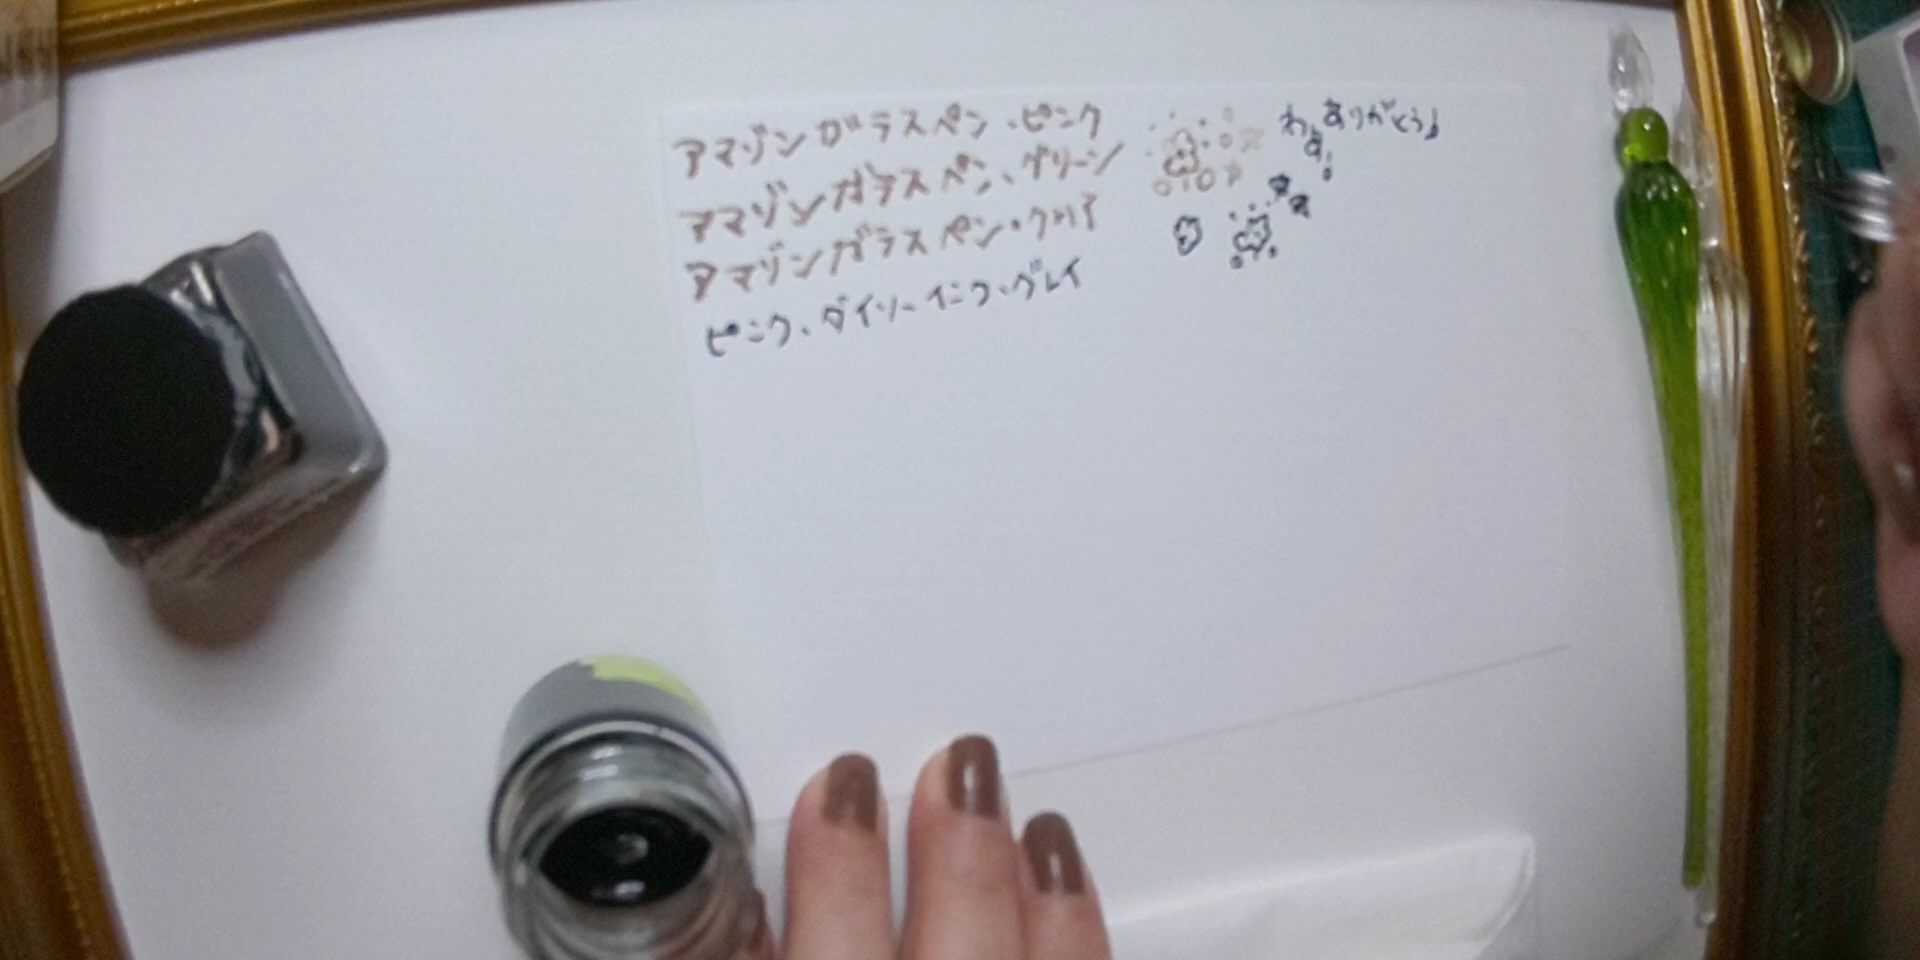 アマゾンガラスペン、ピンク
アマゾンガラスペン、グリーン
アマゾンガラスペン・クリア
ピンク、ダイソーインク・グレイ
ありがとう♪